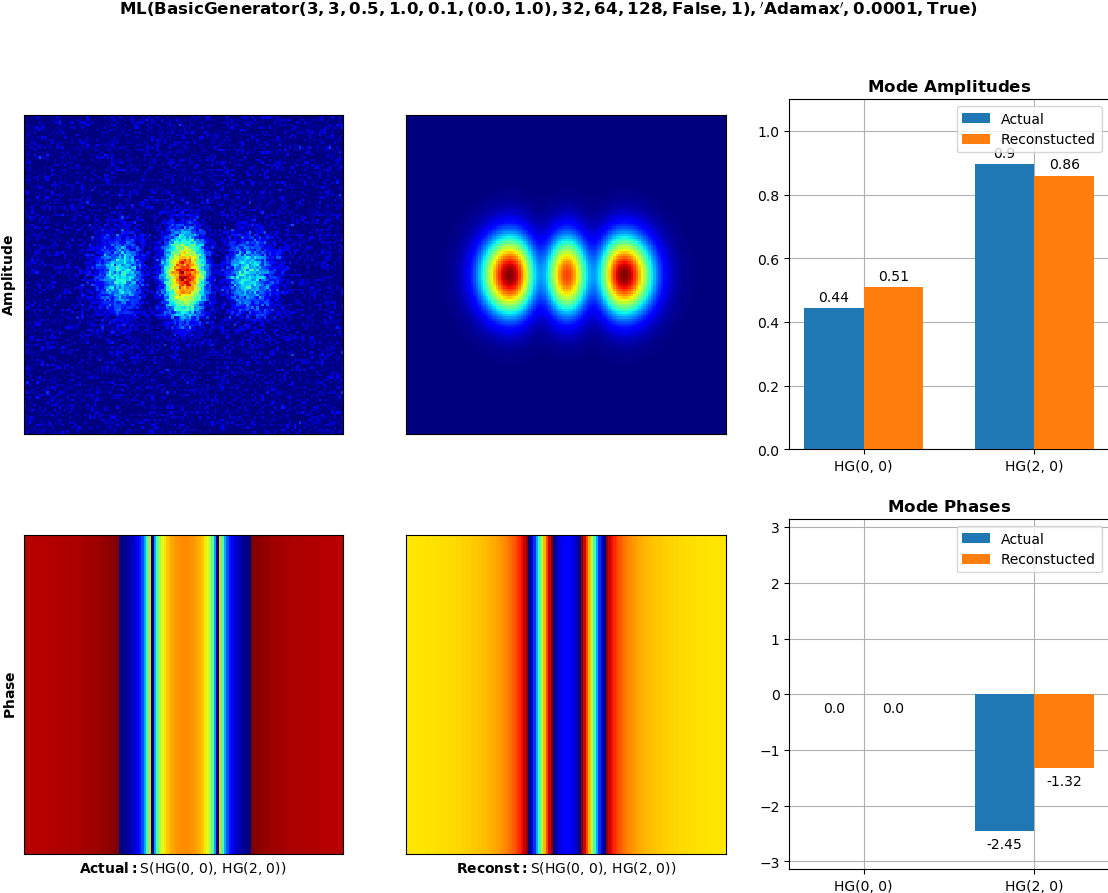 ML(BasicGenerator(3, 3, 0.5, 1.0, 0.1, (0.0, 1.0), 32, 64, 128, False, 1), ′Adamax′, 0.0001, True)
Amplitude
Mode Amplitudes
Actual
Reconstucted
1.0
0.8
0.6
0.4
0.2
0.0
0.44
0.51
0.9
0.86
HG(0, 0)
HG(2, 0)
Phase
Actual:S(HG(0, 0), HG(2, 0))
Reconst:S(HG(0, 0), HG(2, 0))
Mode Phases
Actual
Reconstucted
3
2
1
0
−1
−2
−3
0.0
0.0
-2.45
-1.32
HG(0, 0)
HG(2, 0)